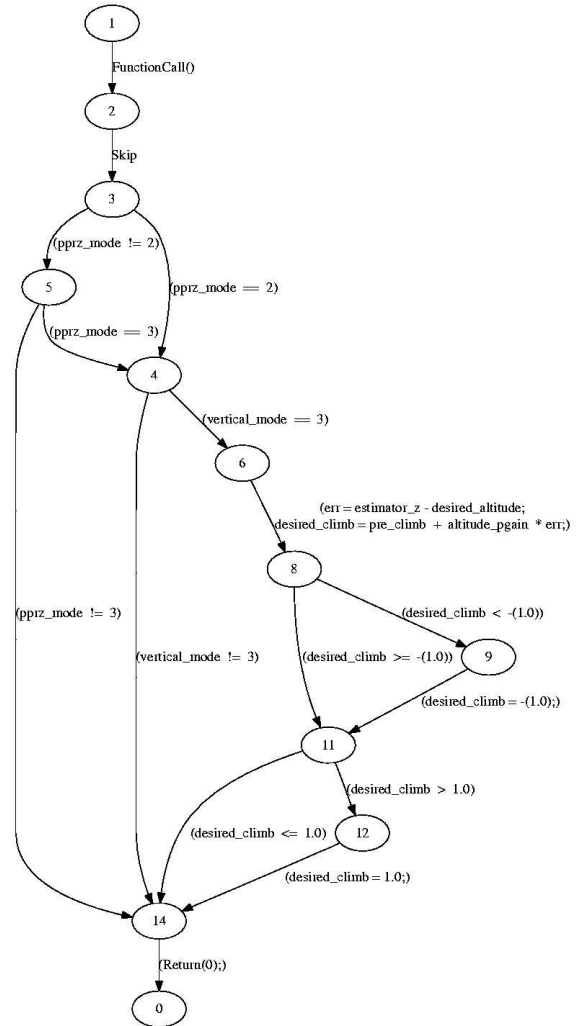 1
FunctionCall()
2
Skip
3
(pprz_mode != 2)
5
(pprz_mode == 2)
(pprz_mode == 3)
4
(vertical_mode == 3)
6
(err = estimator_z - desired_altitude;
desired_climb = pre_climb + altitude_pgain * err;)
8
(pprz_mode != 3)
(desired_climb < -(1.0))
(vertical_mode != 3)
(desired_climb >= -(1.0))
9
(desired_climb = -(1.0);)
11
(desired_climb > 1.0)
(desired_climb <= 1.0)
12
(desired_climb = 1.0;)
14
(Return(0);)
0